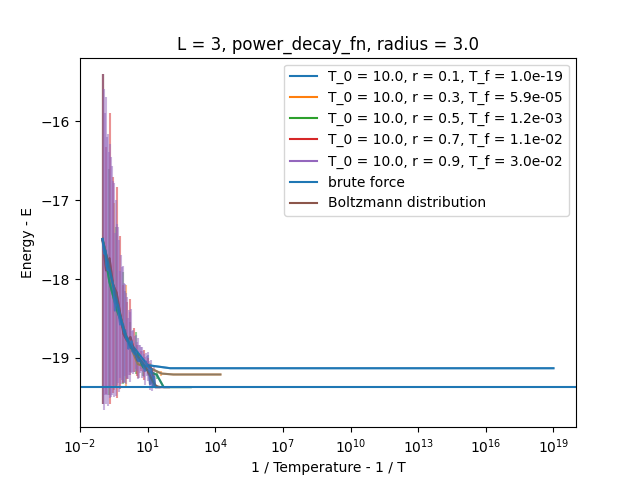 L = 3, power_decay_fn, radius = 3.0
T_0 = 10.0, r = 0.1, T_f = 1.0e-19
T_0 = 10.0, r = 0.3, T_f = 5.9e-05
T_0 = 10.0, r = 0.5, T_f = 1.2e-03
T_0 = 10.0, r = 0.7, T_f = 1.1e-02
T_0 = 10.0, r = 0.9, T_f = 3.0e-02
brute force
Boltzmann distribution
−16
−17
−18
−19
Energy - E
10⁻² 10¹ 10⁴ 10⁷ 10¹⁰ 10¹³ 10¹⁶ 10¹⁹
1 / Temperature - 1 / T